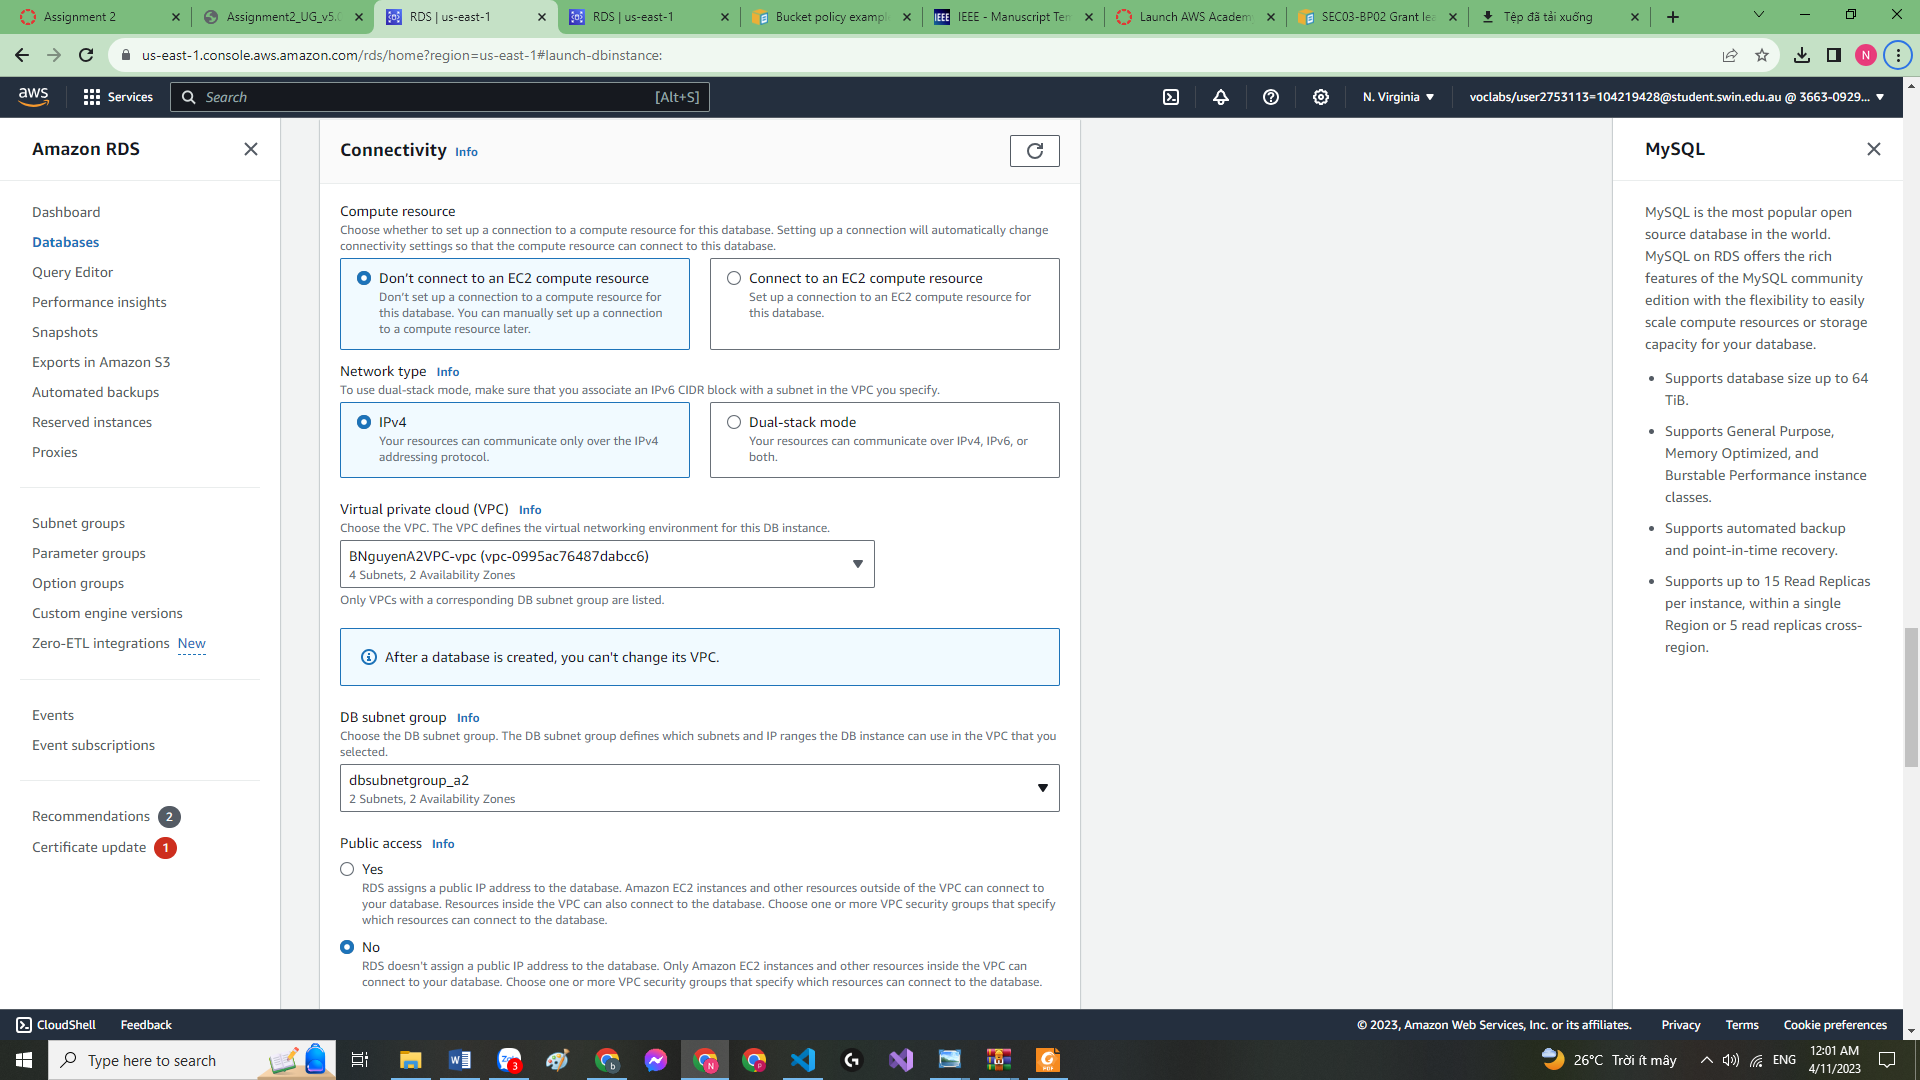 Assignment 2
Assignment2_UG_v5.0
RDS | us-east-1
RDS | us-east-1
Bucket policy example
IEEE
IEEE - Manuscript Tem
Launch AWS Academy
SEC03-BP02 Grant lea
Tệp đã tải xuống
us-east-1.console.aws.amazon.com/rds/home?region=us-east-1#launch-dbinstance:
N
aws
Services
Search
[Alt+S]
N. Virginia
voclabs/user2753113=104219428@student.swin.edu.au @ 3663-0929...
Amazon RDS
Dashboard
Databases
Query Editor
Performance insights
Snapshots
Exports in Amazon S3
Automated backups
Reserved instances
Proxies
Subnet groups
Parameter groups
Option groups
Custom engine versions
Zero-ETL integrations New
Events
Event subscriptions
Recommendations 2
Certificate update 1
Connectivity Info
Compute resource
Choose whether to set up a connection to a compute resource for this database. Setting up a connection will automatically change
connectivity settings so that the compute resource can connect to this database.
Don't connect to an EC2 compute resource
Don't set up a connection to a compute resource for
this database. You can manually set up a connection
to a compute resource later.
Connect to an EC2 compute resource
Set up a connection to an EC2 compute resource for
this database.
Network type Info
To use dual-stack mode, make sure that you associate an IPv6 CIDR block with a subnet in the VPC you specify.
IPv4
Your resources can communicate only over the IPv4
addressing protocol.
Dual-stack mode
Your resources can communicate over IPv4, IPv6, or
both.
Virtual private cloud (VPC) Info
Choose the VPC. The VPC defines the virtual networking environment for this DB instance.
BNguyenA2VPC-vpc (vpc-0995ac76487dabcc6)
4 Subnets, 2 Availability Zones
Only VPCs with a corresponding DB subnet group are listed.
After a database is created, you can't change its VPC.
DB subnet group Info
Choose the DB subnet group. The DB subnet group defines which subnets and IP ranges the DB instance can use in the VPC that you
selected.
dbsubnetgroup_a2
2 Subnets, 2 Availability Zones
Public access Info
Yes
RDS assigns a public IP address to the database. Amazon EC2 instances and other resources outside of the VPC can connect to
your database. Resources inside the VPC can also connect to the database. Choose one or more VPC security groups that specify
which resources can connect to the database.
No
RDS doesn't assign a public IP address to the database. Only Amazon EC2 instances and other resources inside the VPC can
connect to your database. Choose one or more VPC security groups that specify which resources can connect to the database.
MySQL
MySQL is the most popular open
source database in the world.
MySQL on RDS offers the rich
features of the MySQL community
edition with the flexibility to easily
scale compute resources or storage
capacity for your database.
• Supports database size up to 64
TiB.
• Supports General Purpose,
Memory Optimized, and
Burstable Performance instance
classes.
• Supports automated backup
and point-in-time recovery.
• Supports up to 15 Read Replicas
per instance, within a single
Region or 5 read replicas cross-
region.
CloudShell
Feedback
© 2023, Amazon Web Services, Inc. or its affiliates.
Privacy
Terms
Cookie preferences
Type here to search
26°C Trời ít mây
ENG
12:01 AM
4/11/2023